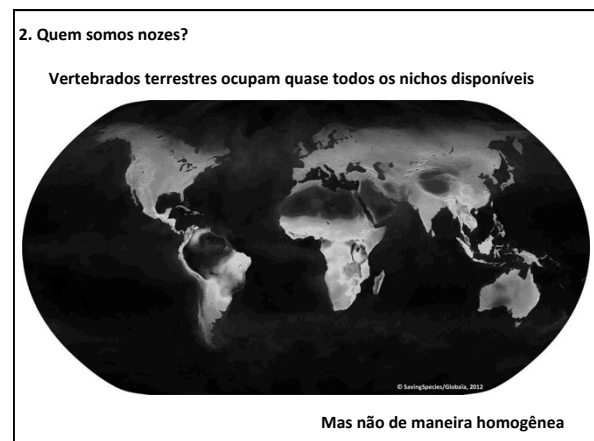 2. Quem somos nozes?
Vertebrados terrestres ocupam quase todos os nichos disponíveis
© SavingSpecies/Globaïa, 2012
Mas não de maneira homogênea